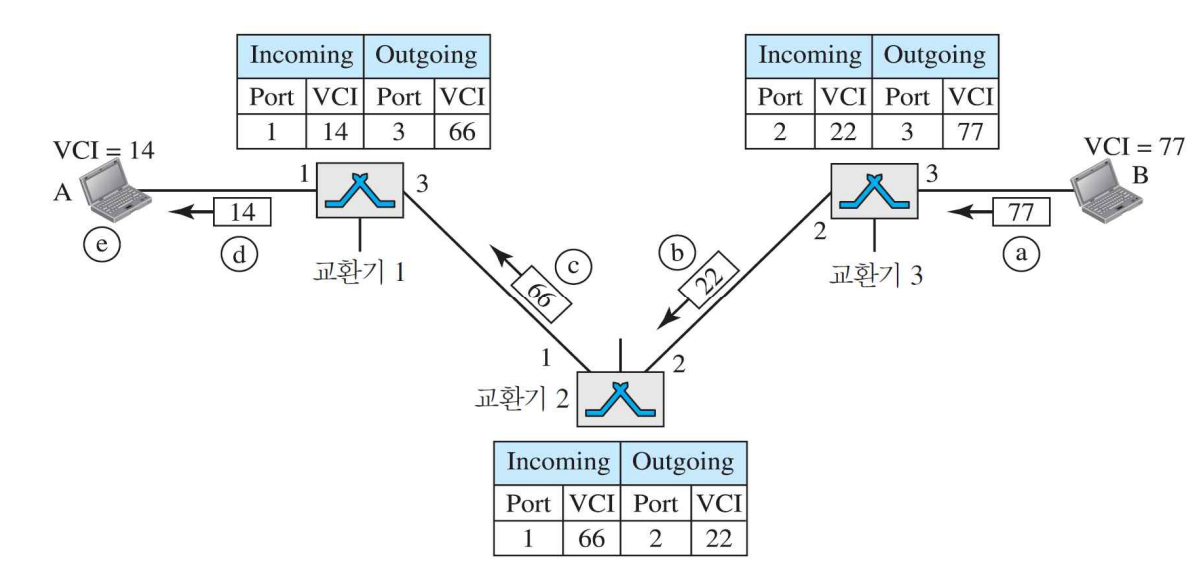 Incoming Outgoing
Port VCI Port VCI
1 14 3 66
Incoming Outgoing
Port VCI Port VCI
2 22 3 77
VCI = 14
A
1
3
14
e
d
교환기 1
66
c
VCI = 77
B
3
2
77
a
교환기 3
b
22
1
2
교환기 2
Incoming Outgoing
Port VCI Port VCI
1 66 2 22